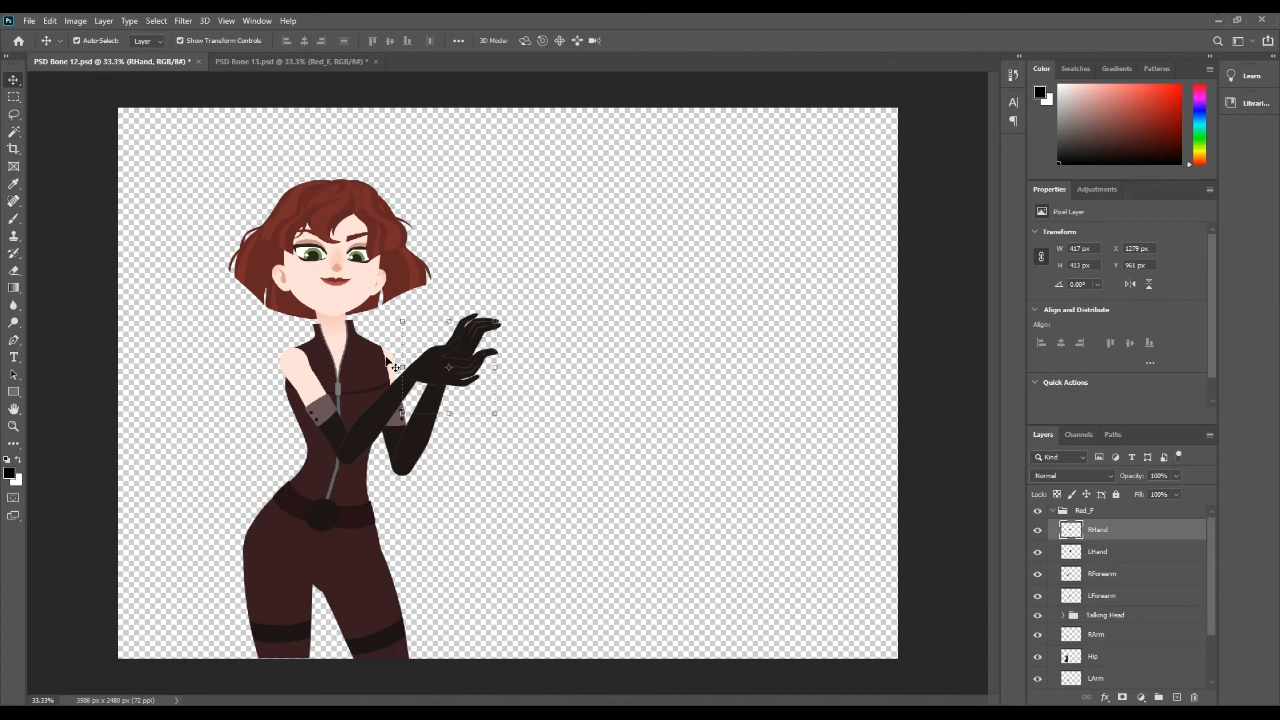 Ps File Edit Image Layer Type Select Filter 3D View Window Help
Auto-Select: Layer Show Transform Controls 3D Mode:
PSD Bone 12.psd @ 33.3% (RHand, RGB/8#) * × PSD Bone 13.psd @ 33.3% (Red_F, RGB/8#) * ×
Color Swatches Gradients Patterns
Learn
Librari...
Properties Adjustments
Pixel Layer
Transform
W 417 px X 1279 px
H 413 px Y 961 px
0.00°
Align and Distribute
Align:
Quick Actions
Layers Channels Paths
Kind
Normal Opacity: 100%
Lock: Fill: 100%
Red_F
RHand
LHand
RForearm
LForearm
Talking Head
RArm
Hip
LArm
33.33% 3508 px x 2480 px (72 ppi)